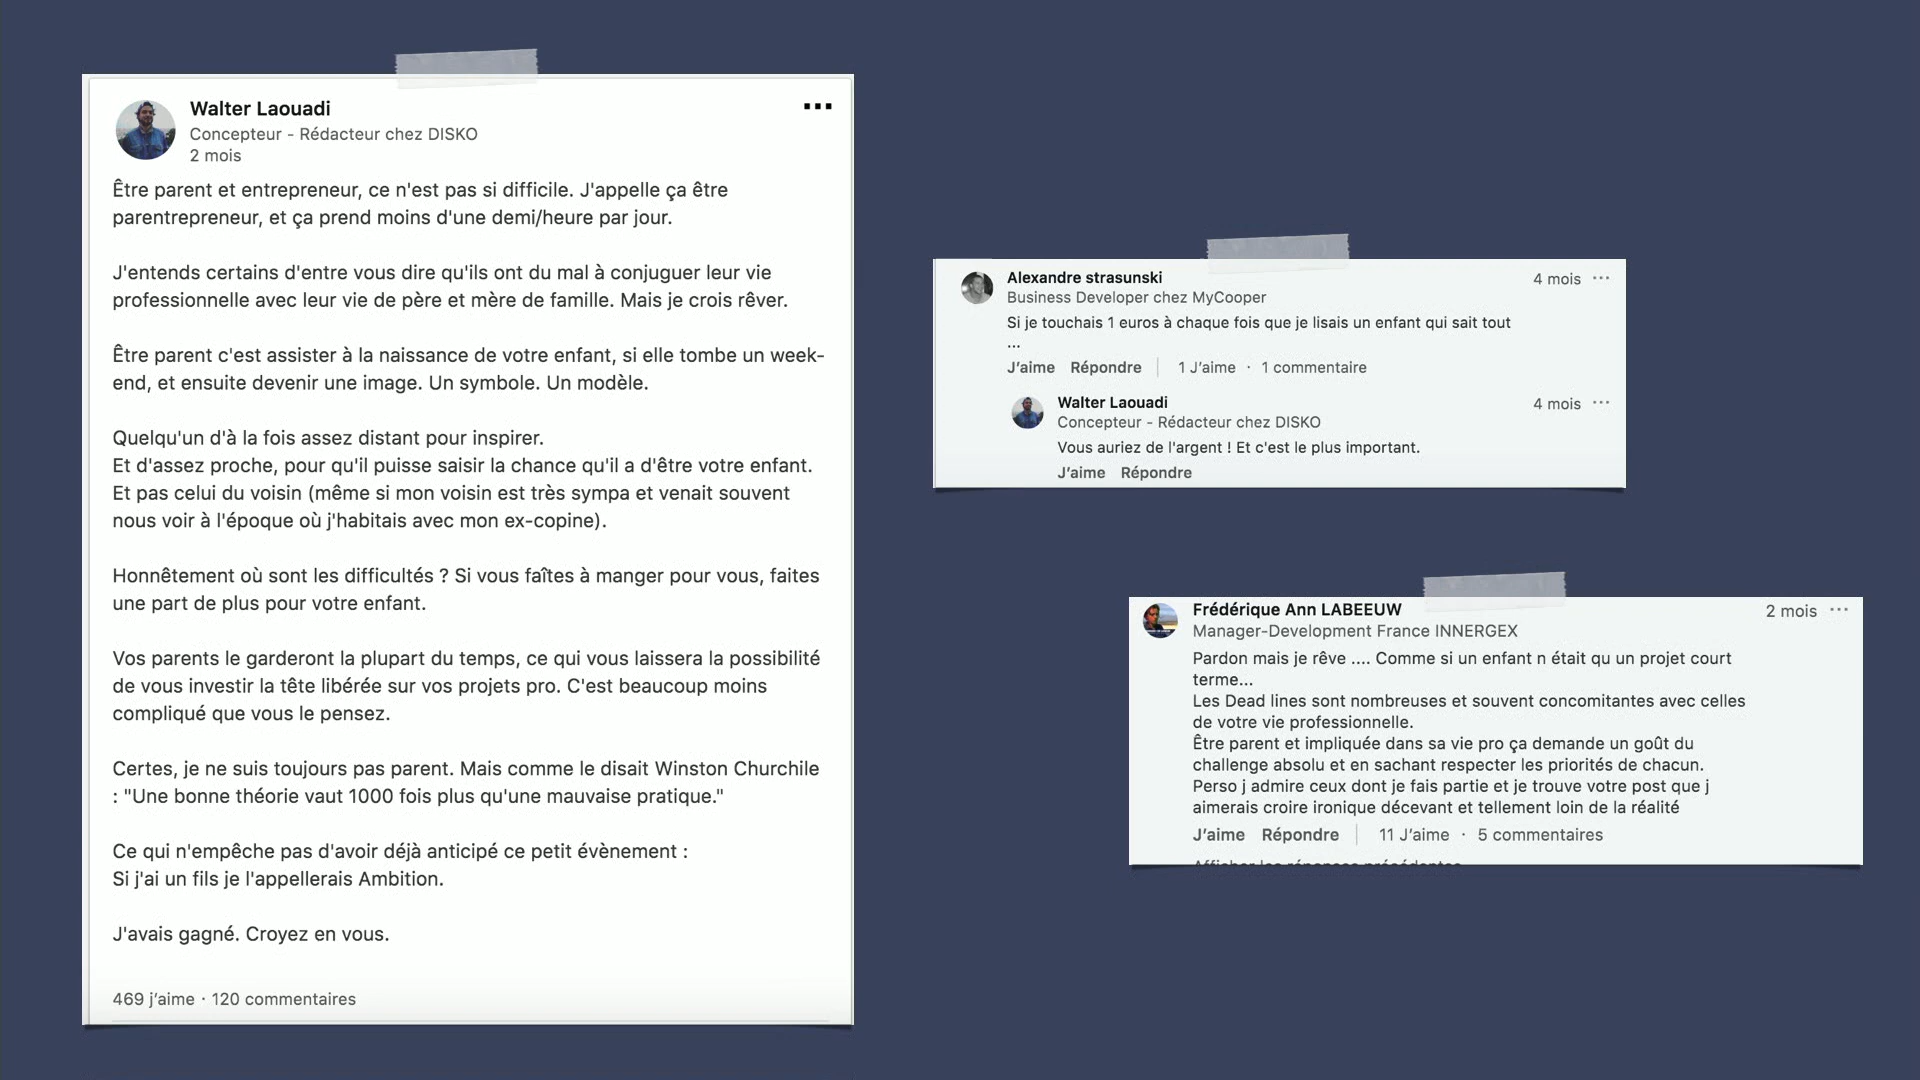 Walter Laouadi
Concepteur - Rédacteur chez DISKO
2 mois
Être parent et entrepreneur, ce n'est pas si difficile. J'appelle ça être
parentrepreneur, et ça prend moins d'une demi/heure par jour.
J'entends certains d'entre vous dire qu'ils ont du mal à conjuguer leur vie
professionnelle avec leur vie de père et mère de famille. Mais je crois rêver.
Être parent c'est assister à la naissance de votre enfant, si elle tombe un week-
end, et ensuite devenir une image. Un symbole. Un modèle.
Quelqu'un d'à la fois assez distant pour inspirer.
Et d'assez proche, pour qu'il puisse saisir la chance qu'il a d'être votre enfant.
Et pas celui du voisin (même si mon voisin est très sympa et venait souvent
nous voir à l'époque où j'habitais avec mon ex-copine).
Honnêtement où sont les difficultés ? Si vous faîtes à manger pour vous, faites
une part de plus pour votre enfant.
Vos parents le garderont la plupart du temps, ce qui vous laissera la possibilité
de vous investir la tête libérée sur vos projets pro. C'est beaucoup moins
compliqué que vous le pensez.
Certes, je ne suis toujours pas parent. Mais comme le disait Winston Churchile
: "Une bonne théorie vaut 1000 fois plus qu'une mauvaise pratique."
Ce qui n'empêche pas d'avoir déjà anticipé ce petit évènement :
Si j'ai un fils je l'appellerais Ambition.
J'avais gagné. Croyez en vous.
469 j'aime · 120 commentaires
Alexandre strasunski
4 mois ...
Business Developer chez MyCooper
Si je touchais 1 euros à chaque fois que je lisais un enfant qui sait tout
...
J'aime Répondre | 1 J'aime · 1 commentaire
Walter Laouadi
4 mois ...
Concepteur - Rédacteur chez DISKO
Vous auriez de l'argent ! Et c'est le plus important.
J'aime Répondre
Frédérique Ann LABEEUW
2 mois ...
Manager-Development France INNERGEX
Pardon mais je rêve .... Comme si un enfant n était qu un projet court
terme...
Les Dead lines sont nombreuses et souvent concomitantes avec celles
de votre vie professionnelle.
Être parent et impliquée dans sa vie pro ça demande un goût du
challenge absolu et en sachant respecter les priorités de chacun.
Perso j admire ceux dont je fais partie et je trouve votre post que j
aimerais croire ironique décevant et tellement loin de la réalité
J'aime Répondre | 11 J'aime · 5 commentaires
Afficher les réponses précédentes